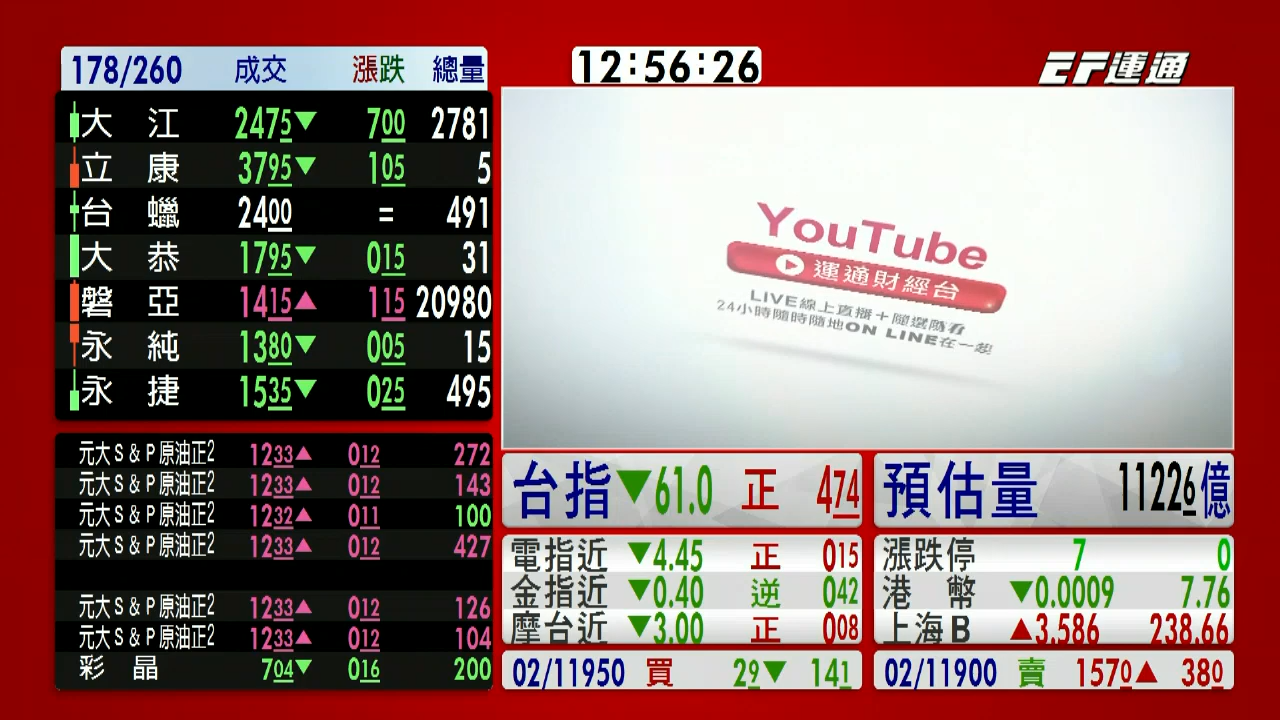 178/260 成交 漲跌 總量
12:56:26
EF運通
大江 2475▼ 700 2781
立康 3795▼ 105 5
台蠟 2400 = 491
大恭 1795▼ 015 31
磐亞 1415▲ 115 20980
永純 1380▼ 005 15
永捷 1535▼ 025 495
YouTube
運通財經台
LIVE線上直播+隨選隨看
24小時隨時隨地ON LINE在一起
元大S&P原油正2 1233▲ 012 272
元大S&P原油正2 1233▲ 012 143
元大S&P原油正2 1232▲ 011 100
元大S&P原油正2 1233▲ 012 427
元大S&P原油正2 1233▲ 012 126
元大S&P原油正2 1233▲ 012 104
彩晶 704▼ 016 200
台指▼61.0 正 474
預估量 11226億
電指近 ▼4.45 正 015
金指近 ▼0.40 逆 042
摩台近 ▼3.00 正 008
漲跌停 7 0
港幣 ▼0.0009 7.76
上海B ▲3.586 238.66
02/11950 買 29▼ 141
02/11900 賣 1570▲ 380